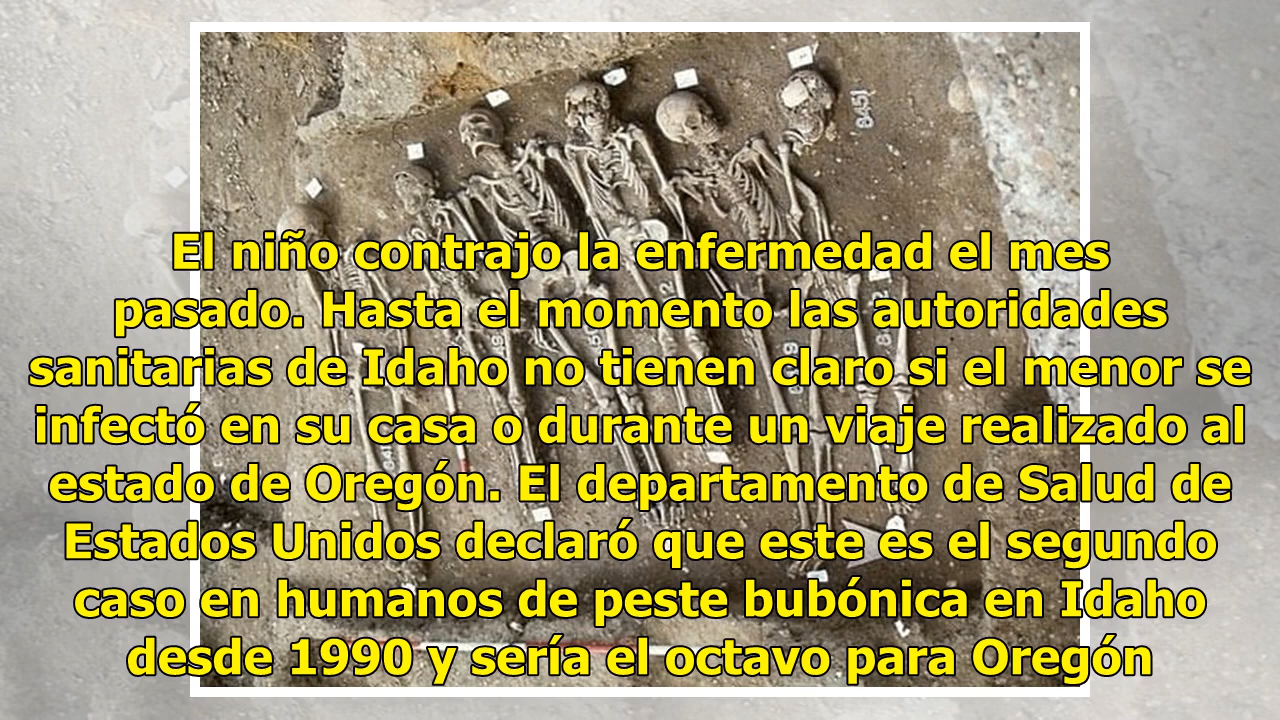 8451
El niño contrajo la enfermedad el mes
pasado. Hasta el momento las autoridades
sanitarias de Idaho no tienen claro si el menor se
infectó en su casa o durante un viaje realizado al
estado de Oregón. El departamento de Salud de
Estados Unidos declaró que este es el segundo
caso en humanos de peste bubónica en Idaho
desde 1990 y sería el octavo para Oregón